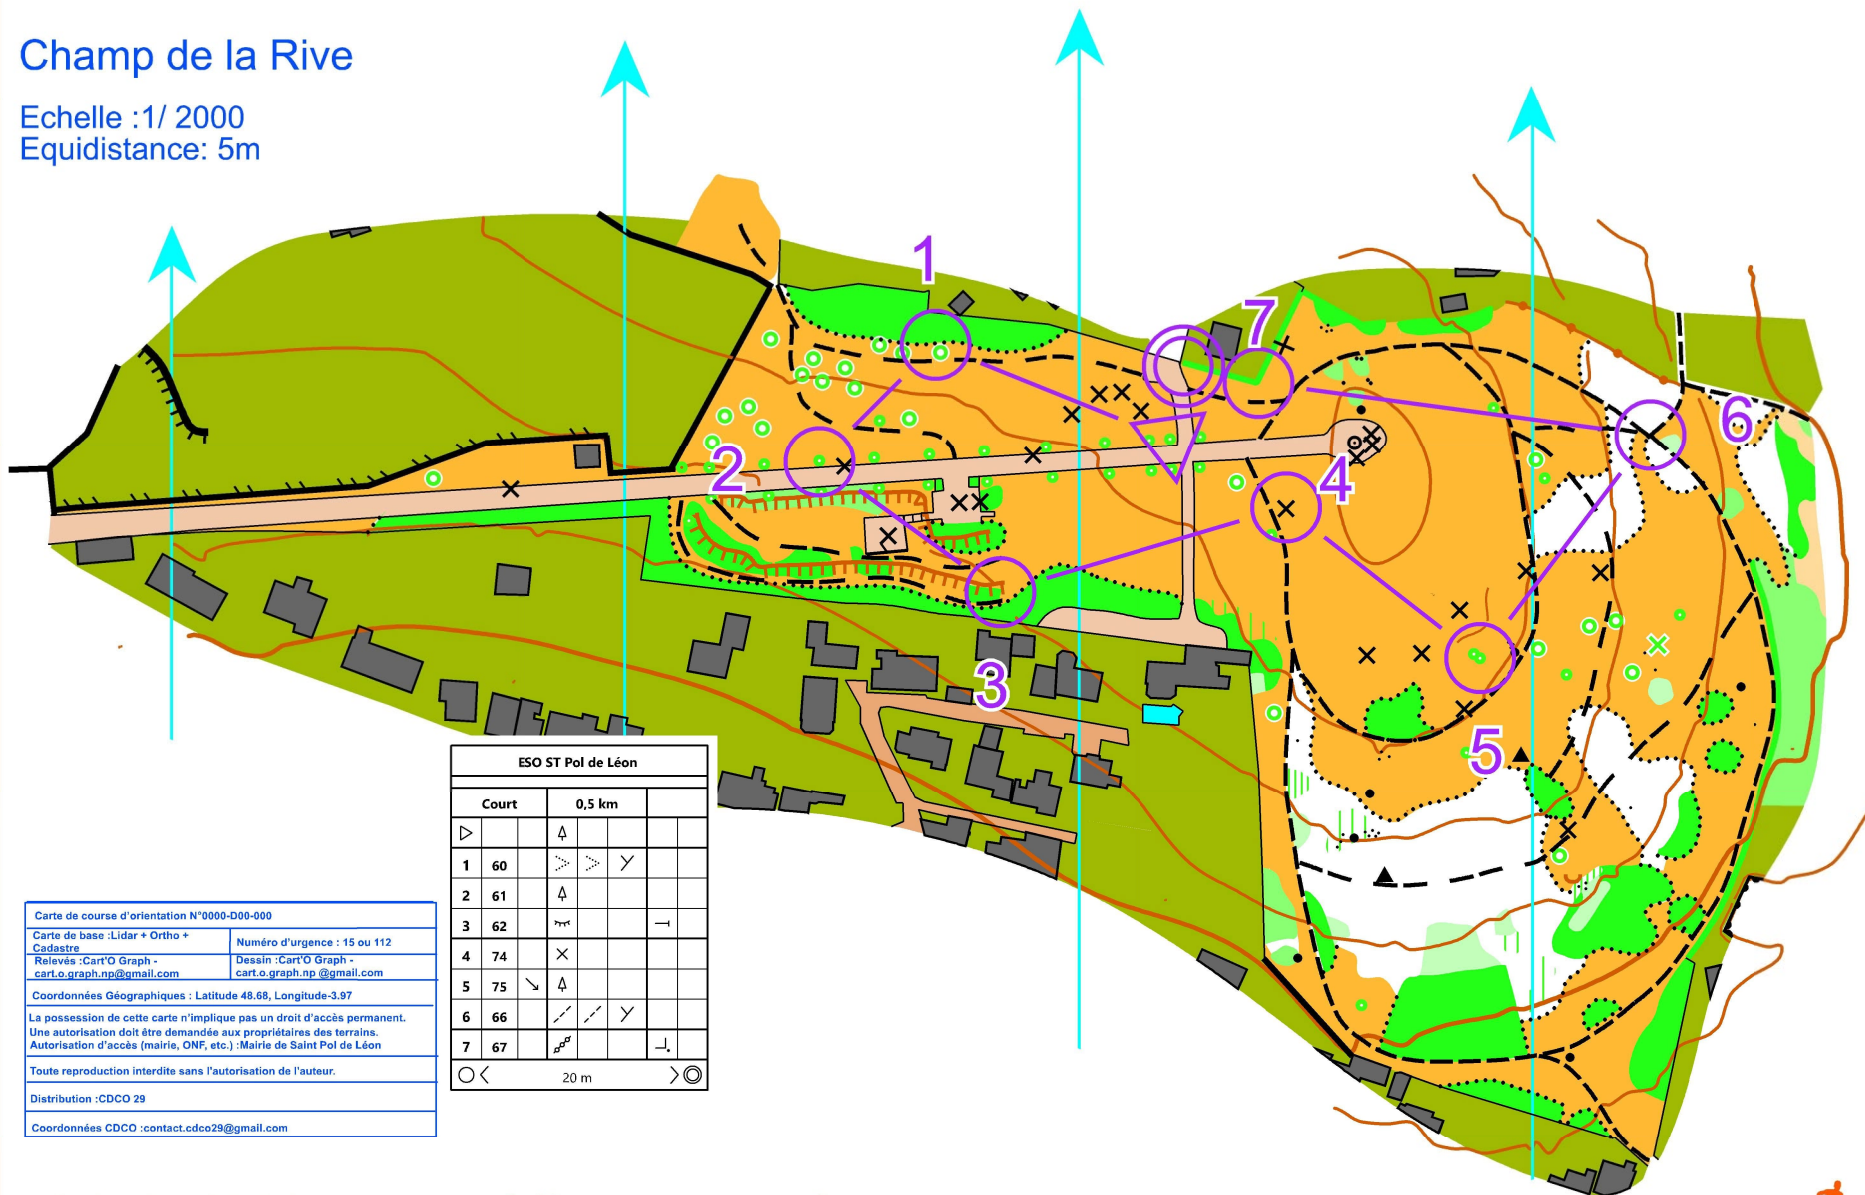 Champ de la Rive
Echelle :1/ 2000
Equidistance: 5m
1
7
6
2
4
3
5
ESO ST Pol de Léon
Court 0,5 km
1 60
2 61
3 62
4 74
5 75
6 66
7 67
20 m
Carte de course d'orientation N°0000-D00-000
Carte de base :Lidar + Ortho +
Cadastre
Numéro d'urgence : 15 ou 112
Relevés :Cart'O Graph -
cart.o.graph.np@gmail.com
Dessin :Cart'O Graph -
cart.o.graph.np @gmail.com
Coordonnées Géographiques : Latitude 48.68, Longitude-3.97
La possession de cette carte n'implique pas un droit d'accès permanent.
Une autorisation doit être demandée aux propriétaires des terrains.
Autorisation d'accès (mairie, ONF, etc.) :Mairie de Saint Pol de Léon
Toute reproduction interdite sans l'autorisation de l'auteur.
Distribution :CDCO 29
Coordonnées CDCO :contact.cdco29@gmail.com